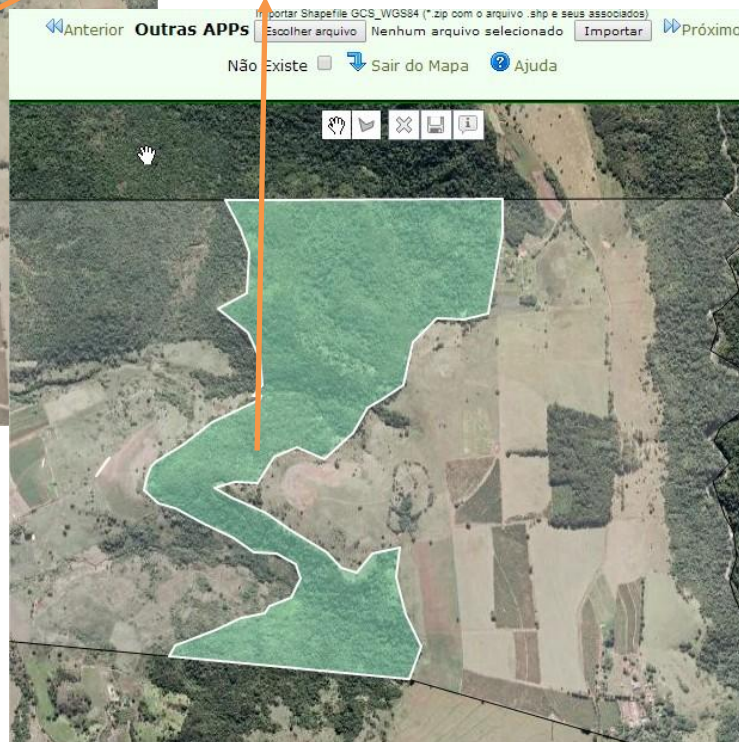 Importar Shapefile GCS_WGS84 (*.zip com o arquivo .shp e seus associados)
Anterior Outras APPs Escolher arquivo Nenhum arquivo selecionado Importar Próximo
Não Existe Sair do Mapa Ajuda